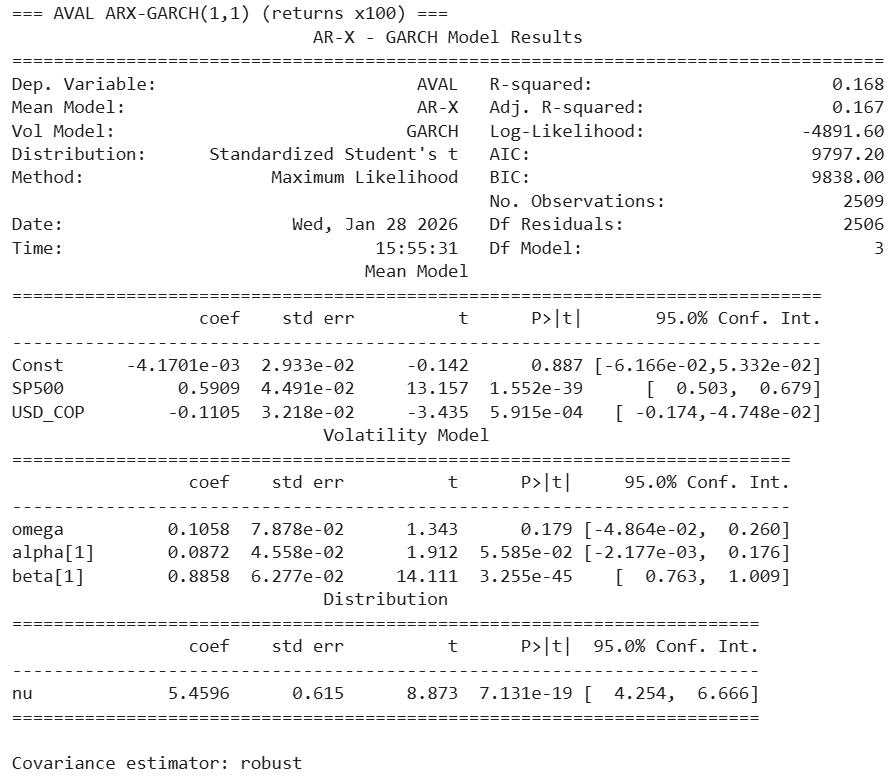 === AVAL ARX-GARCH(1,1) (returns x100) ===
                             AR-X - GARCH Model Results
====================================================================================
Dep. Variable:                         AVAL   R-squared:                       0.168
Mean Model:                            AR-X   Adj. R-squared:                  0.167
Vol Model:                            GARCH   Log-Likelihood:               -4891.60
Distribution:      Standardized Student's t   AIC:                           9797.20
Method:                  Maximum Likelihood   BIC:                           9838.00
                                              No. Observations:                 2509
Date:                      Wed, Jan 28 2026   Df Residuals:                     2506
Time:                              15:55:31   Df Model:                            3
                                  Mean Model
==============================================================================
                  coef    std err          t      P>|t|       95.0% Conf. Int.
--------------------------------------------------------------------------------
Const      -4.1701e-03  2.933e-02     -0.142      0.887 [-6.166e-02,5.332e-02]
SP500           0.5909  4.491e-02     13.157  1.552e-39      [  0.503,  0.679]
USD_COP        -0.1105  3.218e-02     -3.435  5.915e-04   [ -0.174,-4.748e-02]
                              Volatility Model
===========================================================================
                 coef    std err          t      P>|t|     95.0% Conf. Int.
---------------------------------------------------------------------------
omega          0.1058  7.878e-02      1.343      0.179 [-4.864e-02,  0.260]
alpha[1]       0.0872  4.558e-02      1.912  5.585e-02 [-2.177e-03,  0.176]
beta[1]        0.8858  6.277e-02     14.111  3.255e-45    [  0.763,  1.009]
                              Distribution
========================================================================
                 coef    std err          t      P>|t|  95.0% Conf. Int.
------------------------------------------------------------------------
nu             5.4596      0.615      8.873  7.131e-19 [  4.254,  6.666]
========================================================================

Covariance estimator: robust